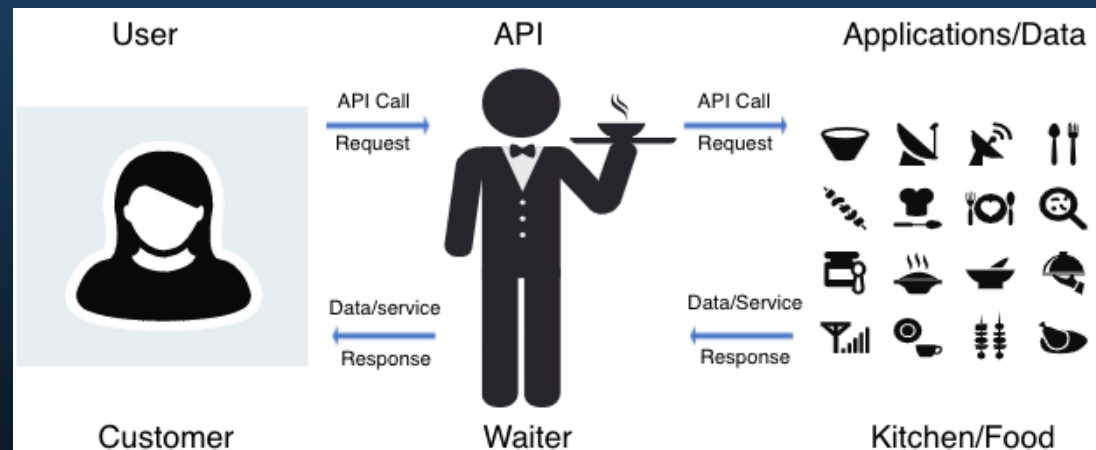 User
API
Applications/Data
API Call
Request
API Call
Request
Data/service
Response
Data/Service
Response
Customer
Waiter
Kitchen/Food